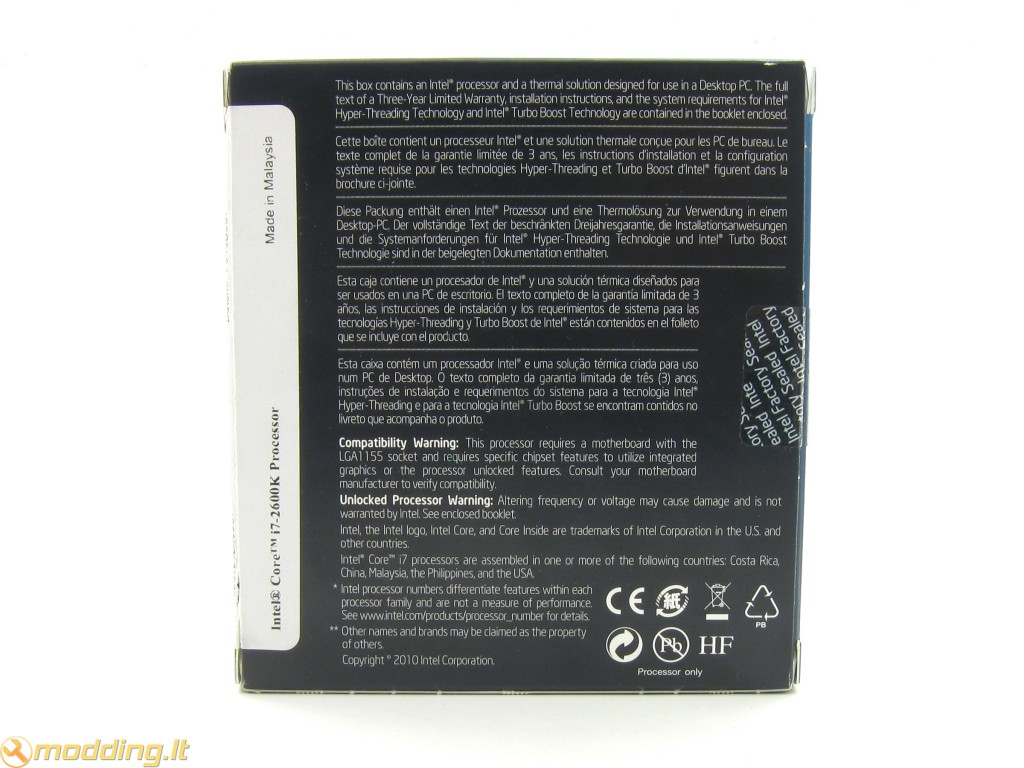 This box contains an Intel® processor and a thermal solution designed for use in a Desktop PC. The full
text of a Three-Year Limited Warranty, installation instructions, and the system requirements for Intel®
Hyper-Threading Technology and Intel® Turbo Boost Technology are contained in the booklet enclosed.
Cette boîte contient un processeur Intel® et une solution thermale conçue pour les PC de bureau. Le
texte complet de la garantie limitée de 3 ans, les instructions d'installation et la configuration
système requise pour les technologies Hyper-Threading et Turbo Boost d'Intel® figurent dans la
brochure ci-jointe.
Diese Packung enthält einen Intel® Prozessor und eine Thermolösung zur Verwendung in einem
Desktop-PC. Der vollständige Text der beschränkten Dreijahresgarantie, die Installationsanweisungen
und die Systemanforderungen für Intel® Hyper-Threading Technologie und Intel® Turbo Boost
Technologie sind in der beigelegten Dokumentation enthalten.
Esta caja contiene un procesador de Intel® y una solución térmica diseñados para
ser usados en una PC de escritorio. El texto completo de la garantía limitada de 3
años, las instrucciones de instalación y los requerimientos de sistema para las
tecnologías Hyper-Threading y Turbo Boost de Intel® están contenidos en el folleto
que se incluye con el producto.
Esta caixa contém um processador Intel® e uma solução térmica criada para uso
num PC de Desktop. O texto completo da garantia limitada de três (3) anos,
instruções de instalação e requerimentos do sistema para a tecnologia Intel®
Hyper-Threading e para a tecnologia Intel® Turbo Boost se encontram contidos no
livreto que acompanha o produto.
Compatibility Warning: This processor requires a motherboard with the
LGA1155 socket and requires specific chipset features to utilize integrated
graphics or the processor unlocked features. Consult your motherboard
manufacturer to verify compatibility.
Unlocked Processor Warning: Altering frequency or voltage may cause damage and is not
warranted by Intel. See enclosed booklet.
Intel, the Intel logo, Intel Core, and Core Inside are trademarks of Intel Corporation in the U.S. and
other countries.
Intel® Core™ i7 processors are assembled in one or more of the following countries: Costa Rica,
China, Malaysia, the Philippines, and the USA.
* Intel processor numbers differentiate features within each
processor family and are not a measure of performance.
See www.intel.com/products/processor_number for details.
** Other names and brands may be claimed as the property
of others.
Copyright © 2010 Intel Corporation.
CE 紙
PB
Pb HF
Processor only
Made in Malaysia
Intel® Core™ i7-2600K Processor
ory Seal
ealed Inte
Intel Factory
ory Sealed Intel
modding.lt